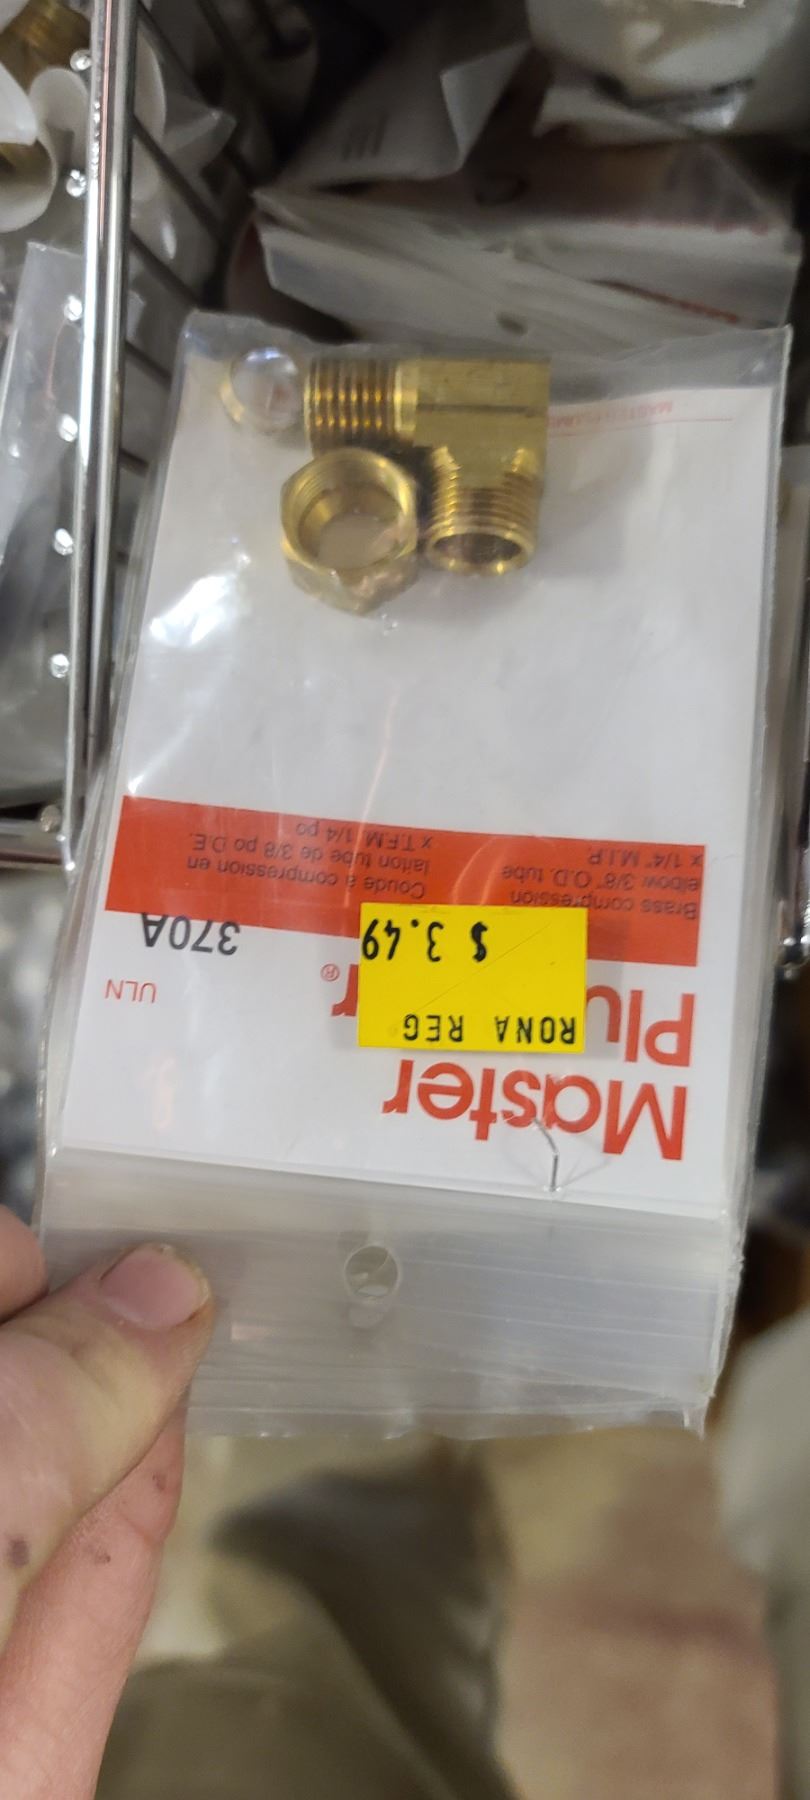 Master
Plu r®
RONA REG
$ 3.49
ULN
370A
Brass compression
elbow 3/8" O.D. tube
x 1/4" M.I.P.
Coude à compression en
laiton tube de 3/8 po D.E.
x T.F.M. 1/4 po